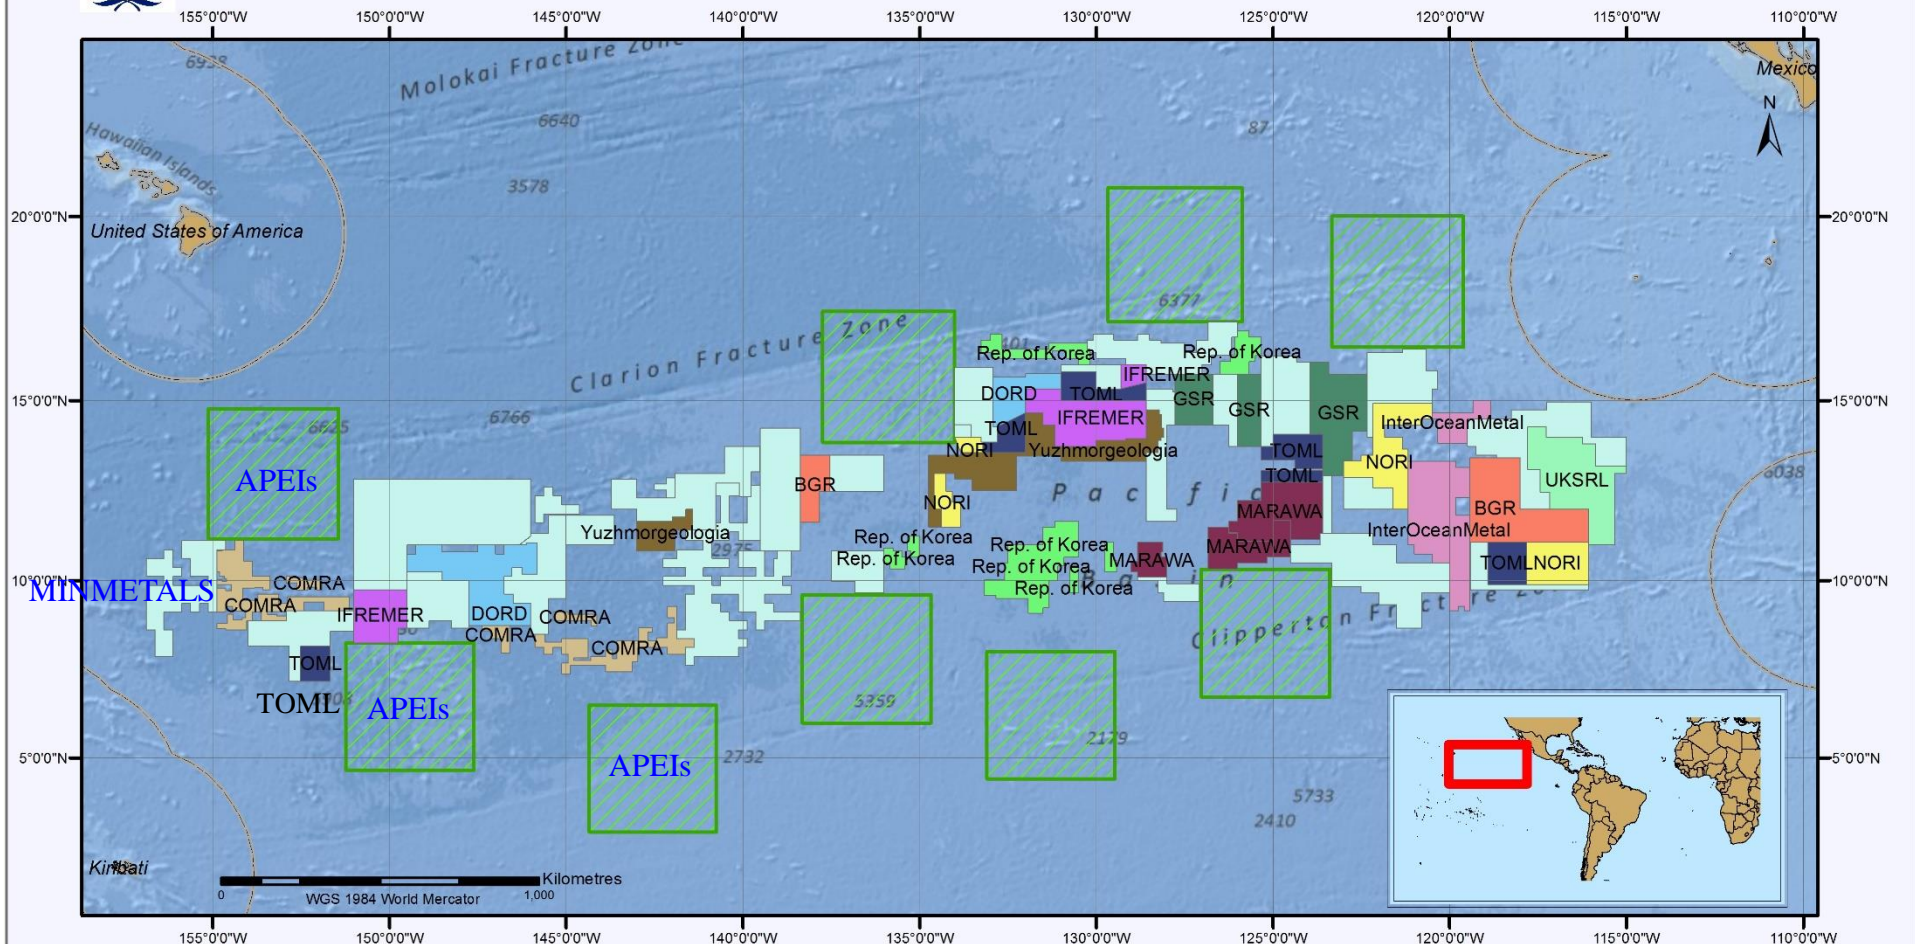 155°0'0"W 150°0'0"W 145°0'0"W 140°0'0"W 135°0'0"W 130°0'0"W 125°0'0"W 120°0'0"W 115°0'0"W 110°0'0"W
Molokai Fracture Zone
6938
Mexico
N
6640
87
Hawaiian Islands
3578
20°0'0"N
20°0'0"N
United States of America
6377
Clarion Fracture Zone
Rep. of Korea
Rep. of Korea
IFREMER
DORD
TOML
GSR
GSR
GSR
15°0'0"N
15°0'0"N
6766
6625
IFREMER
TOML
InterOceanMetal
NORI
Yuzhmorgeologia
TOML
NORI
TOML
6038
APEIs
BGR
UKSRL
Pacific
NORI
BGR
MARAWA
Yuzhmorgeologia
InterOceanMetal
2975
Rep. of Korea
Rep. of Korea
Rep. of Korea
Rep. of Korea
Rep. of Korea
MARAWA
MARAWA
TOML
NORI
Basin
10°0'0"N
10°0'0"N
MINMETALS
COMRA
COMRA
IFREMER
DORD
COMRA
COMRA
COMRA
Clipperton Fracture Zo
TOML
TOML
APEIs
5359
2179
5°0'0"N
5°0'0"N
APEIs
2732
5733
2410
Kiribati
Kilometres
0 1,000
WGS 1984 World Mercator
155°0'0"W 150°0'0"W 145°0'0"W 140°0'0"W 135°0'0"W 130°0'0"W 125°0'0"W 120°0'0"W 115°0'0"W 110°0'0"W